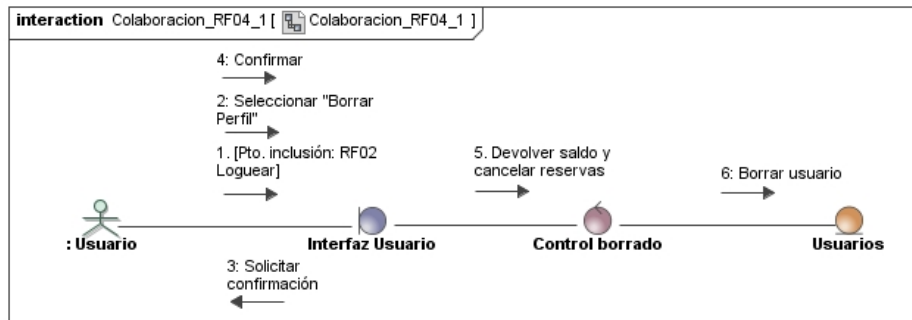 interaction Colaboracion_RF04_1 [ Colaboracion_RF04_1 ]
4: Confirmar
2: Seleccionar "Borrar
Perfil"
1. [Pto. inclusión: RF02
Loguear]
5. Devolver saldo y
cancelar reservas
6: Borrar usuario
: Usuario
Interfaz Usuario
Control borrado
Usuarios
3: Solicitar
confirmación